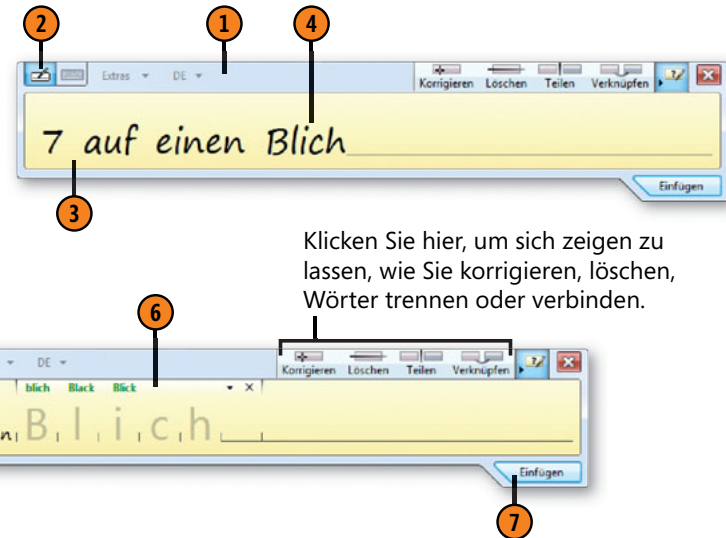 2 1 4
Extras DE Korrigieren Löschen Teilen Verknüpfen
7 auf einen Blich
3
Einfügen
Klicken Sie hier, um sich zeigen zu
lassen, wie Sie korrigieren, löschen,
Wörter trennen oder verbinden.
6
DE Korrigieren Löschen Teilen Verknüpfen
blich Black Blick
n B l i c h
Einfügen
7